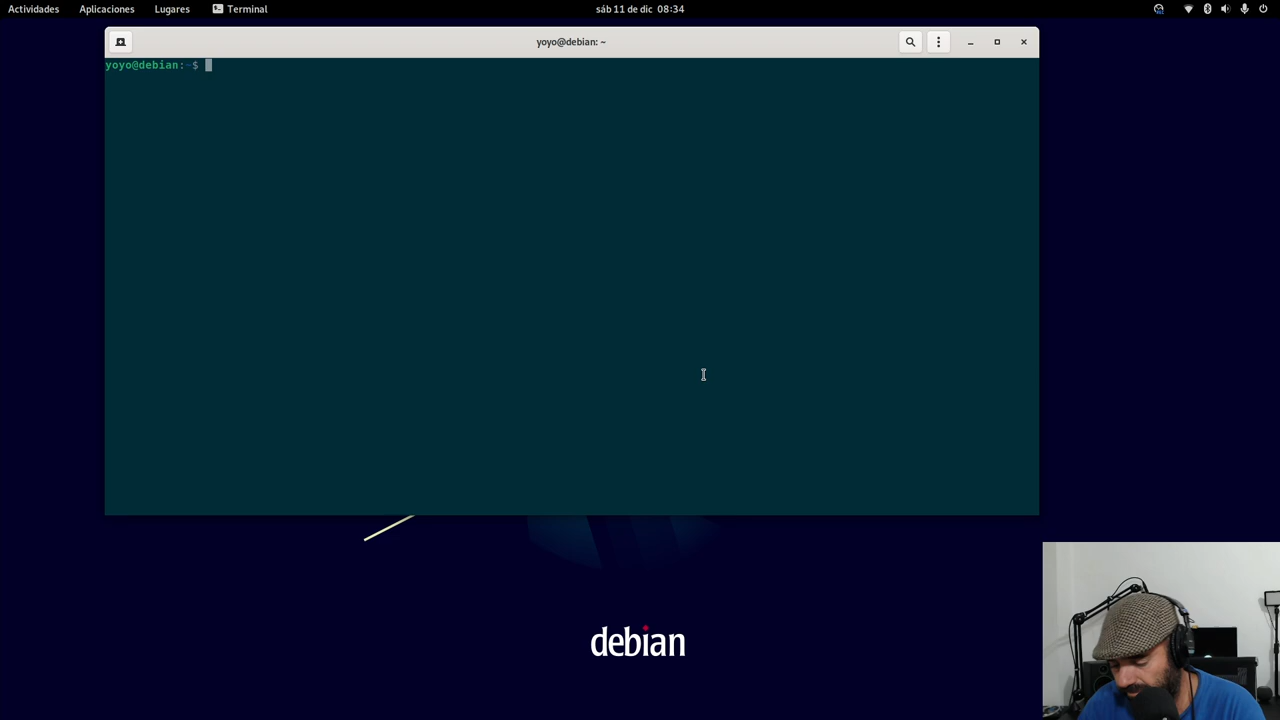 Actividades
Aplicaciones
Lugares
Terminal
sáb 11 de dic 08:34
yoyo@debian: ~
yoyo@debian:~$
debian